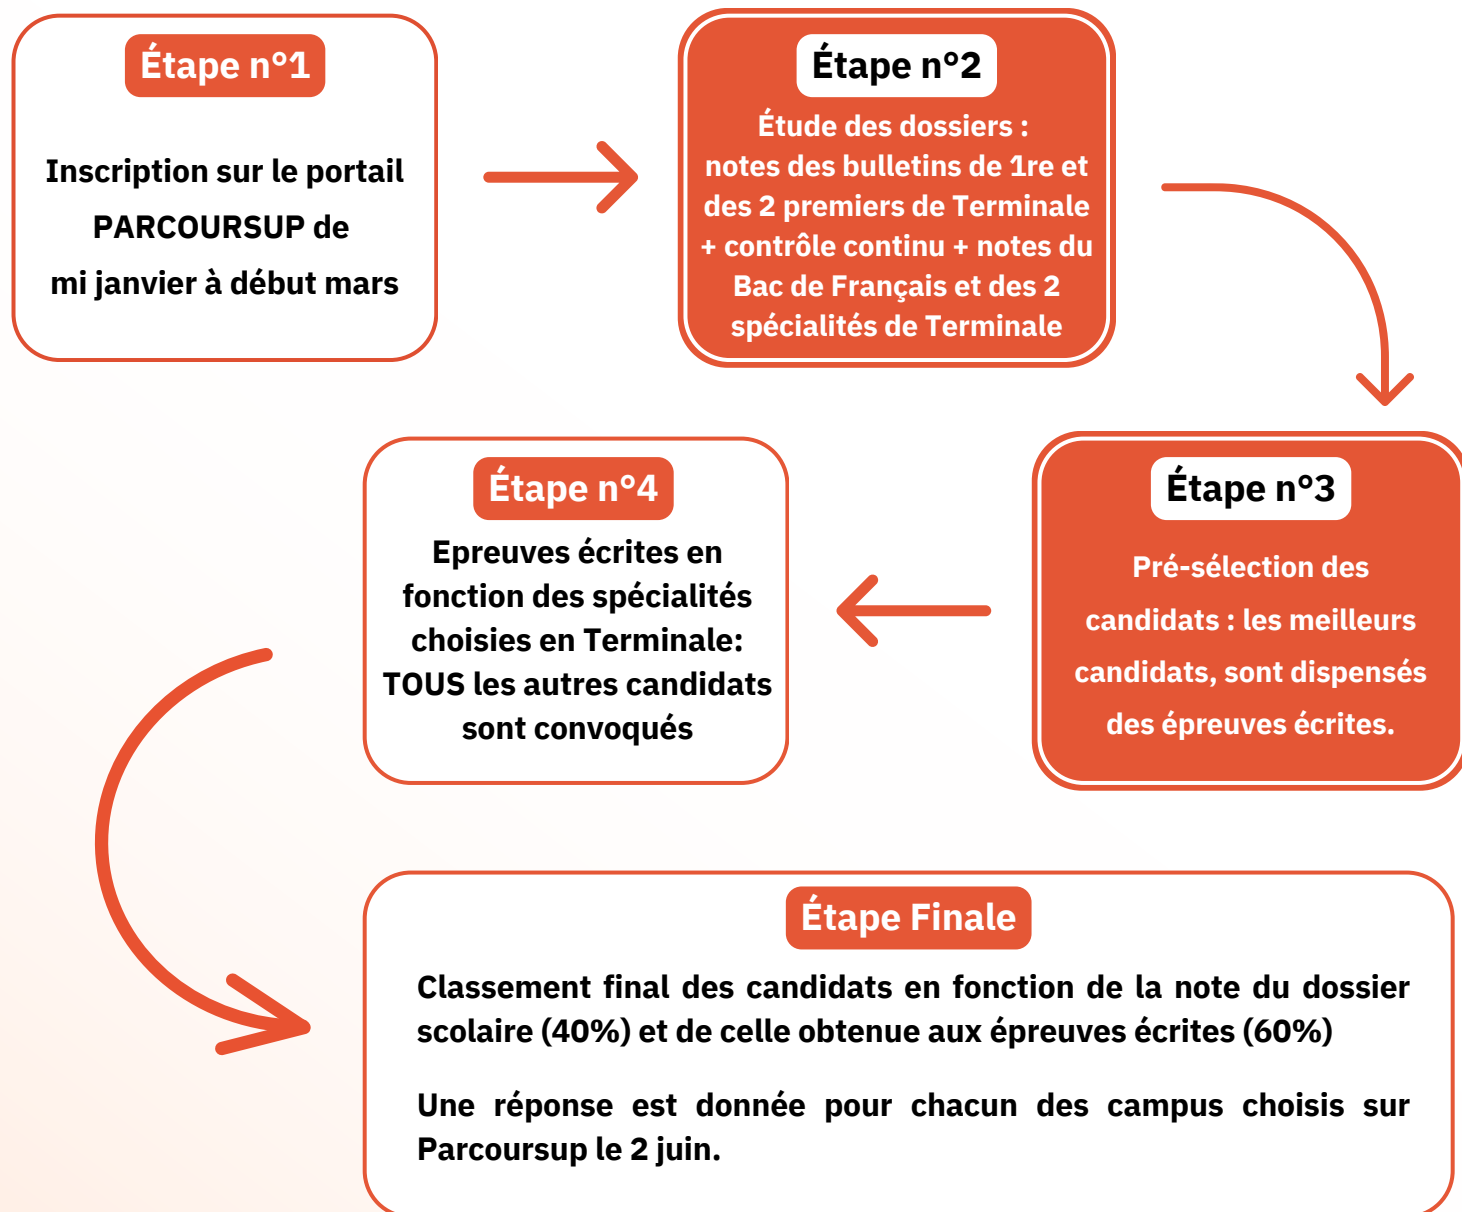 Étape n°1
Inscription sur le portail
PARCOURSUP de
mi janvier à début mars
Étape n°2
Étude des dossiers :
notes des bulletins de 1re et
des 2 premiers de Terminale
+ contrôle continu + notes du
Bac de Français et des 2
spécialités de Terminale
Étape n°3
Pré-sélection des
candidats : les meilleurs
candidats, sont dispensés
des épreuves écrites.
Étape n°4
Epreuves écrites en
fonction des spécialités
choisies en Terminale:
TOUS les autres candidats
sont convoqués
Étape Finale
Classement final des candidats en fonction de la note du dossier
scolaire (40%) et de celle obtenue aux épreuves écrites (60%)
Une réponse est donnée pour chacun des campus choisis sur
Parcoursup le 2 juin.